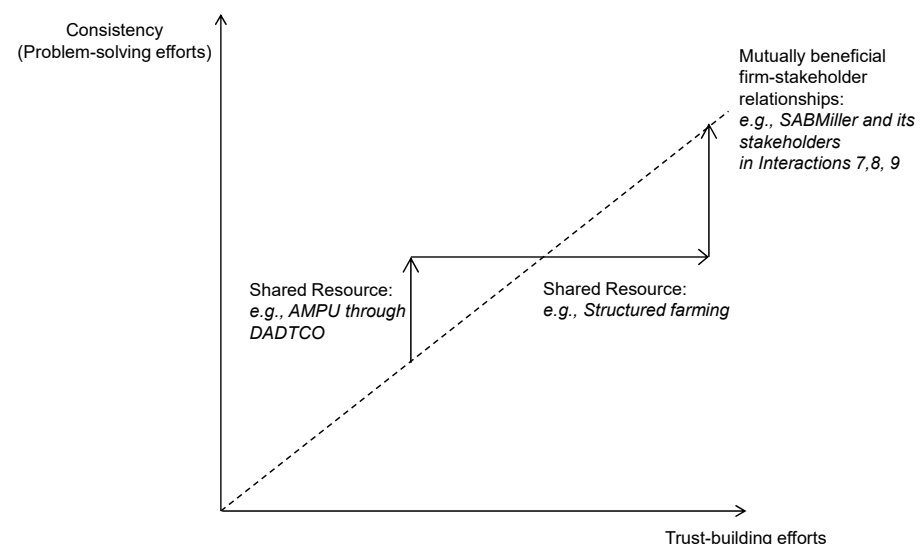 Consistency
(Problem-solving efforts)
Mutually beneficial
firm-stakeholder
relationships:
e.g., SABMiller and its
stakeholders
in Interactions 7,8, 9
Shared Resource:
e.g., AMPU through
DADTCO
Shared Resource:
e.g., Structured farming
Trust-building efforts